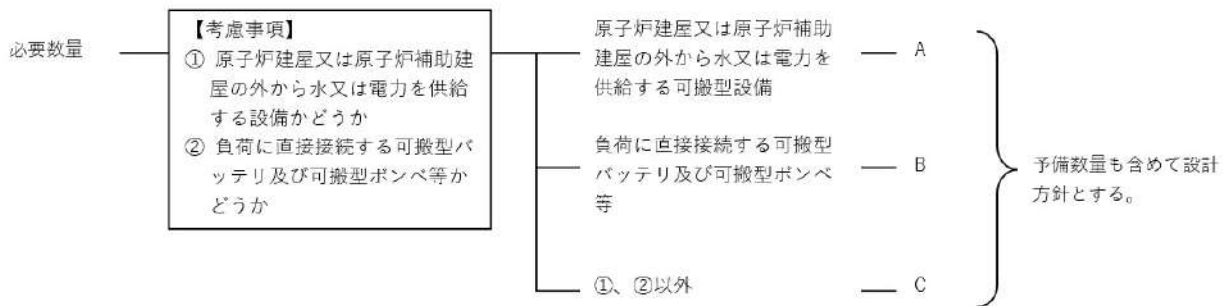 必要数量
【考慮事項】
① 原子炉建屋又は原子炉補助建
屋の外から水又は電力を供給
する設備かどうか
② 負荷に直接接続する可搬型バ
ッテリ及び可搬型ボンベ等か
どうか
原子炉建屋又は原子炉補助
建屋の外から水又は電力を
供給する可搬型設備
A
負荷に直接接続する可搬型
バッテリ及び可搬型ボンベ
等
B
①、②以外
C
予備数量も含めて設計
方針とする。